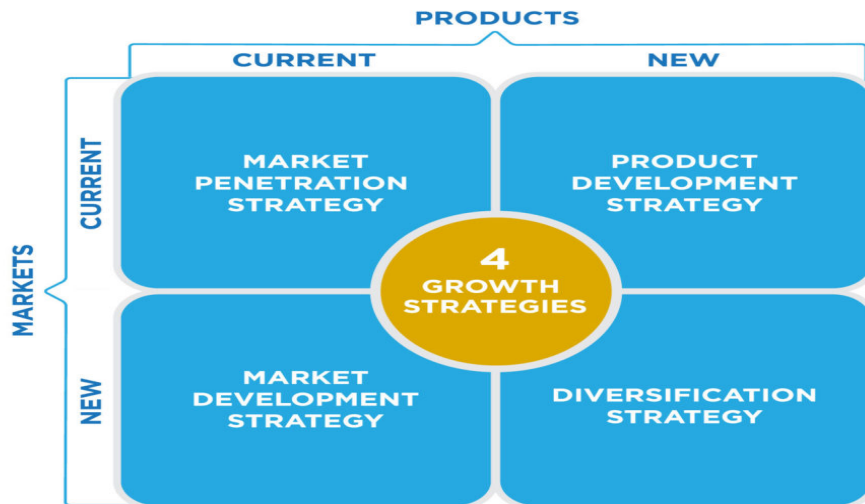 PRODUCTS
CURRENT
NEW
MARKETS
CURRENT
MARKET
PENETRATION
STRATEGY
PRODUCT
DEVELOPMENT
STRATEGY
4
GROWTH
STRATEGIES
NEW
MARKET
DEVELOPMENT
STRATEGY
DIVERSIFICATION
STRATEGY